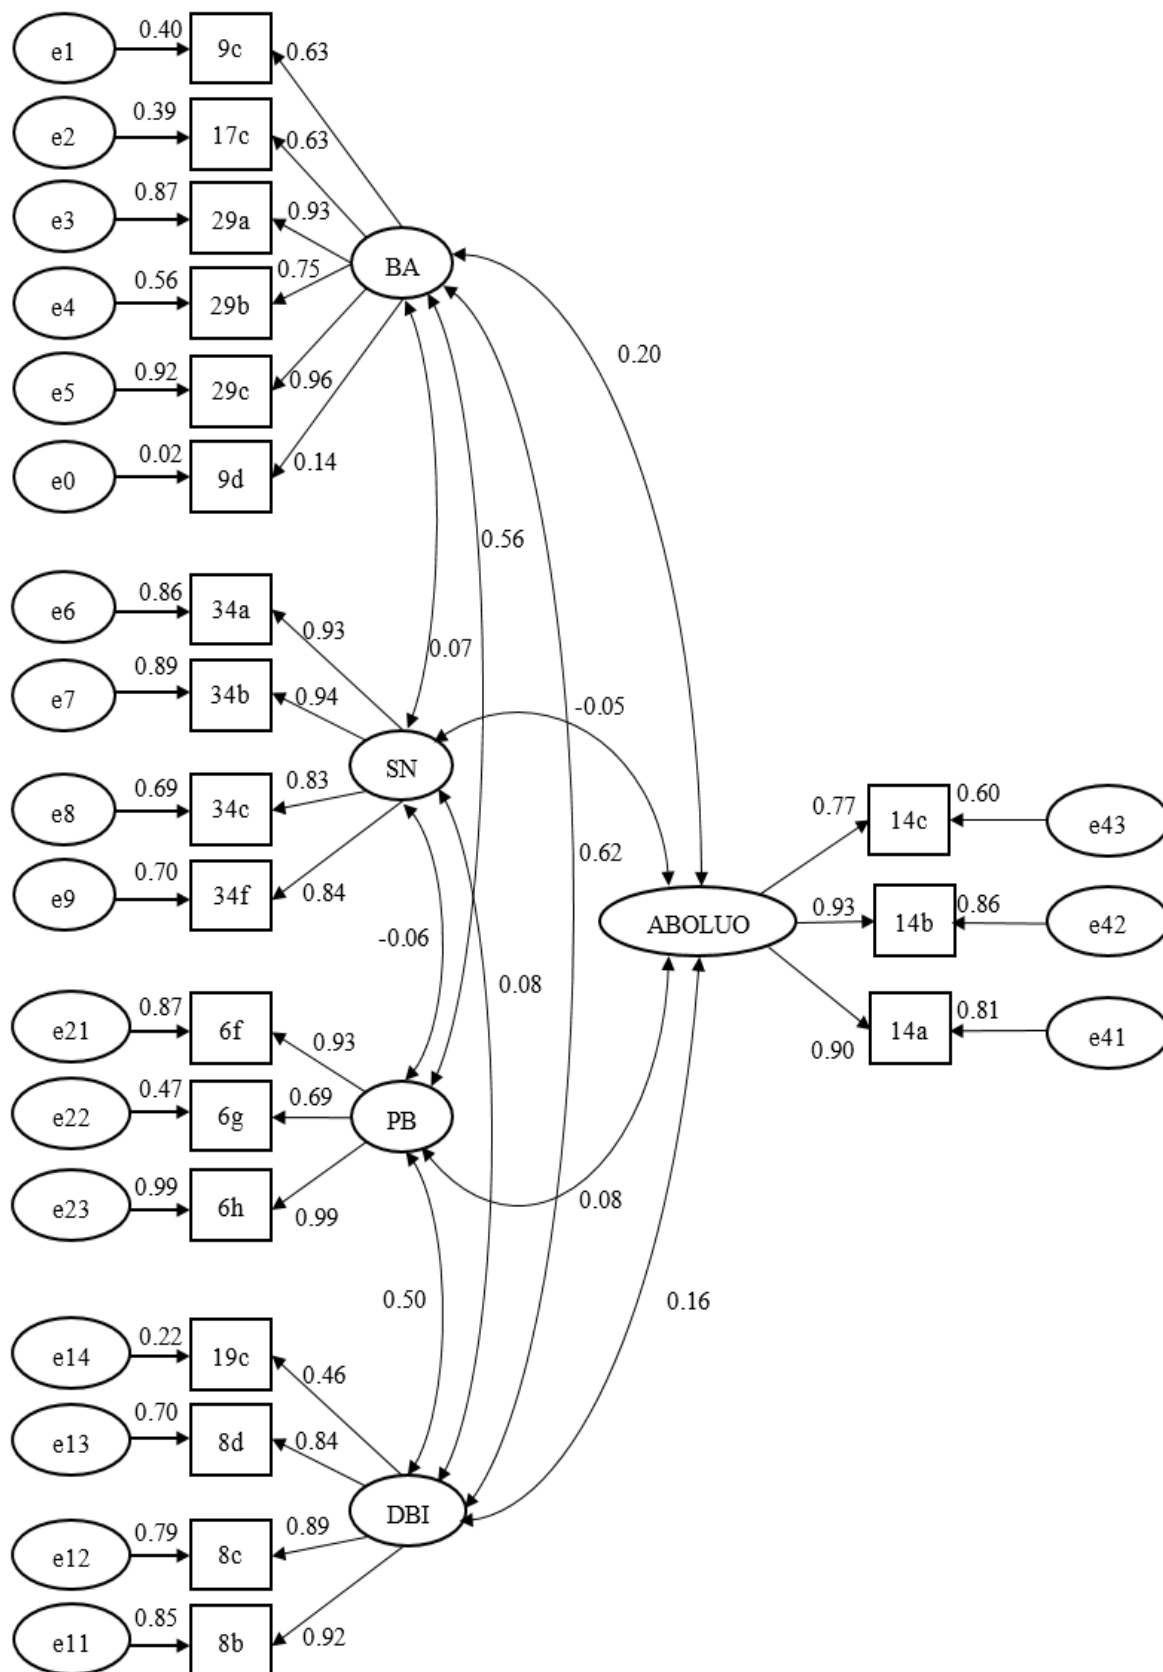 e1 0.40 9c 0.63
e2 0.39 17c 0.63
e3 0.87 29a 0.93
BA
e4 0.56 29b 0.75
0.20
e5 0.92 29c 0.96
e0 0.02 9d 0.14
0.56
e6 0.86 34a 0.93
0.07
e7 0.89 34b 0.94
-0.05
SN
e8 0.69 34c 0.83
0.77 14c 0.60 e43
0.62
e9 0.70 34f 0.84
ABOLUO 0.93 14b 0.86 e42
-0.06
0.08
e21 0.87 6f 0.93
0.90 14a 0.81 e41
e22 0.47 6g 0.69 PB
e23 0.99 6h 0.99
0.08
0.50
0.16
e14 0.22 19c 0.46
e13 0.70 8d 0.84
DBI
e12 0.79 8c 0.89
e11 0.85 8b 0.92